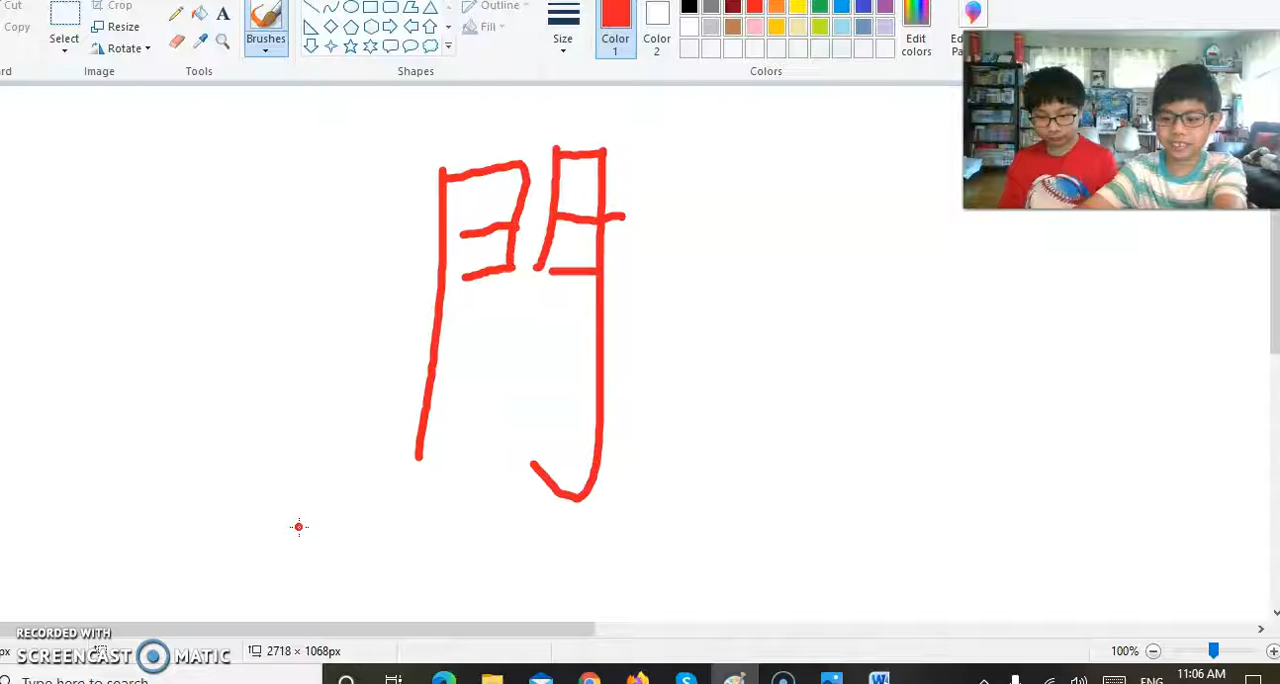 Cut
Crop
Outline
Copy
Resize
Fill
Select
Rotate
Brushes
Size
Color
1
Color
2
Edit
colors
Image
Tools
Shapes
Colors
門
RECORDED WITH
SCREENCAST MATIC
2718 × 1068px
100%
11:06 AM
ENG